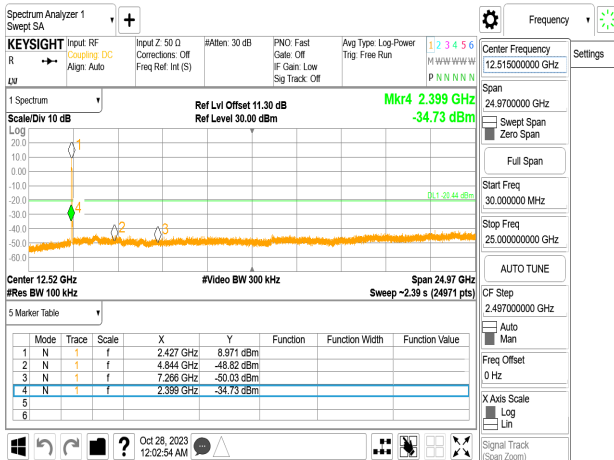 Spectrum Analyzer 1
Swept SA
+
Frequency
KEYSIGHT
R
LXI
Input: RF
Coupling: DC
Align: Auto
Input Z: 50 Ω
Corrections: Off
Freq Ref: Int (S)
#Atten: 30 dB
PNO: Fast
Gate: Off
IF Gain: Low
Sig Track: Off
Avg Type: Log-Power
Trig: Free Run
1 2 3 4 5 6
M W W W W W
P N N N N N
1 Spectrum
Scale/Div 10 dB
Ref Lvl Offset 11.30 dB
Ref Level 30.00 dBm
Mkr4 2.399 GHz
-34.73 dBm
Log
20.0
10.0
0.00
-10.0
-20.0
-30.0
-40.0
-50.0
-60.0
1
2
3
4
DL1 -20.44 dBm
Center 12.52 GHz
#Res BW 100 kHz
#Video BW 300 kHz
Span 24.97 GHz
Sweep ~2.39 s (24971 pts)
5 Marker Table
Mode Trace Scale X Y Function Function Width Function Value
1 N 1 f 2.427 GHz 8.971 dBm
2 N 1 f 4.844 GHz -48.82 dBm
3 N 1 f 7.266 GHz -50.03 dBm
4 N 1 f 2.399 GHz -34.73 dBm
5
6
?
Oct 28, 2023
12:02:54 AM
Center Frequency
12.515000000 GHz
Settings
Span
24.9700000 GHz
Swept Span
Zero Span
Full Span
Start Freq
30.000000 MHz
Stop Freq
25.000000000 GHz
AUTO TUNE
CF Step
2.497000000 GHz
Auto
Man
Freq Offset
0 Hz
X Axis Scale
Log
Lin
Signal Track
(Span Zoom)